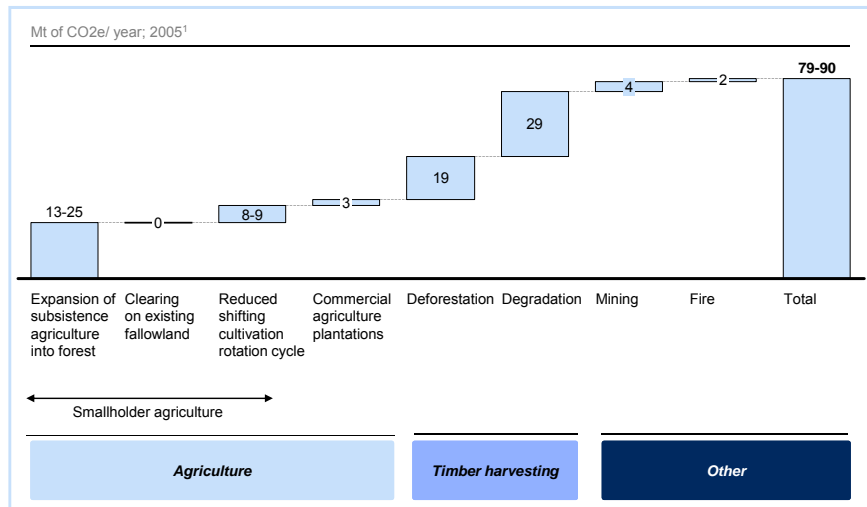 Mt of CO2e/ year; 2005¹
13-25
0
8-9
3
19
29
4
2
79-90
Expansion of
subsistence
agriculture
into forest
Clearing
on existing
fallowland
Reduced
shifting
cultivation
rotation cycle
Commercial
agriculture
plantations
Deforestation
Degradation
Mining
Fire
Total
Smallholder agriculture
Agriculture
Timber harvesting
Other